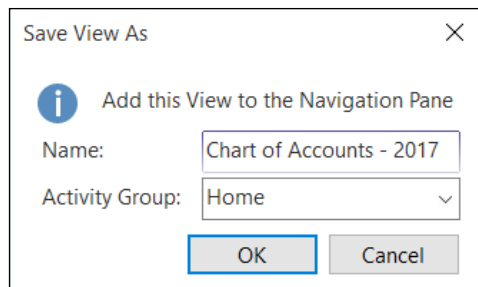 Save View As
Add this View to the Navigation Pane
Name: Chart of Accounts - 2017
Activity Group: Home
OK Cancel